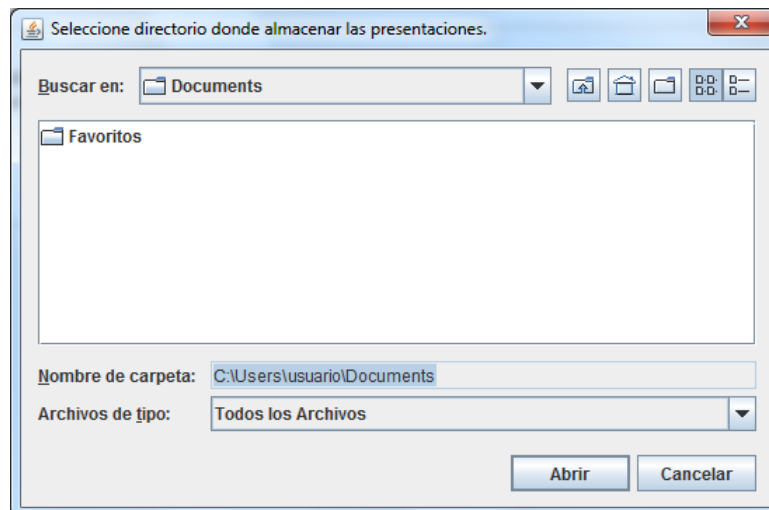 Seleccione directorio donde almacenar las presentaciones.
Buscar en: Documents
Favoritos
Nombre de carpeta: C:\Users\usuario\Documents
Archivos de tipo: Todos los Archivos
Abrir Cancelar